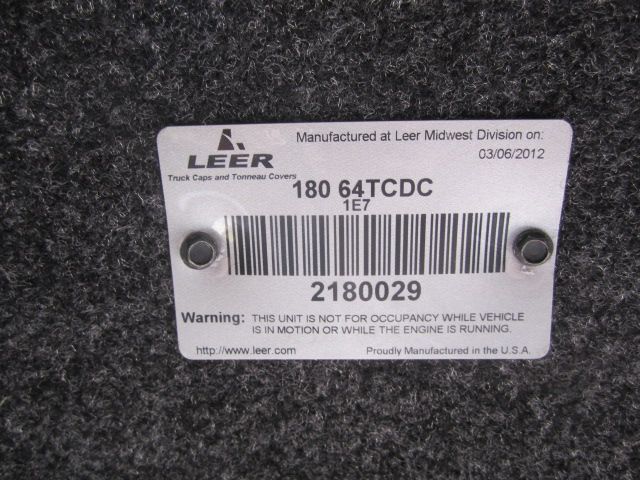 LEER
Truck Caps and Tonneau Covers
Manufactured at Leer Midwest Division on:
03/06/2012
180 64TCDC
1E7
2180029
Warning: THIS UNIT IS NOT FOR OCCUPANCY WHILE VEHICLE
IS IN MOTION OR WHILE THE ENGINE IS RUNNING.
http://www.leer.com Proudly Manufactured in the U.S.A.